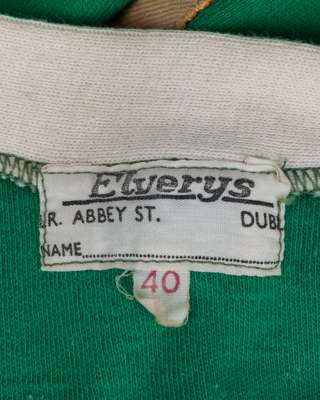 Elverys
.R. ABBEY ST. DUBL
NAME..............................
40